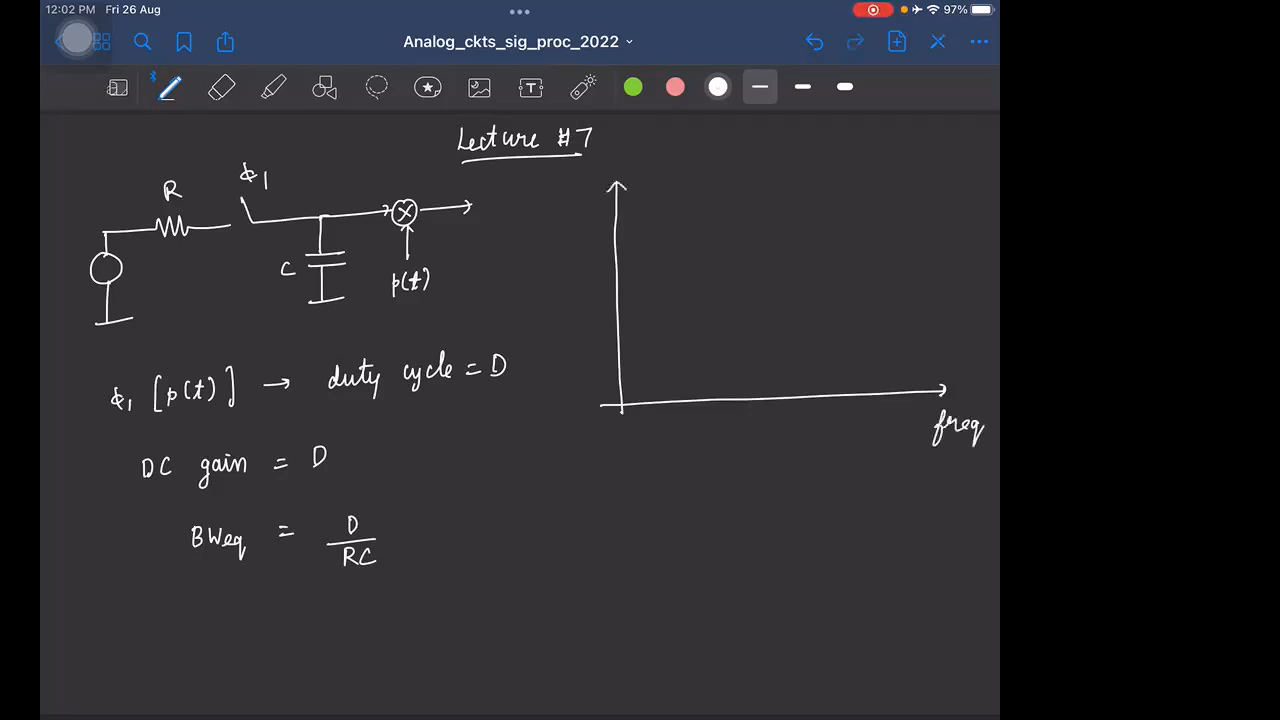 12:02 PM Fri 26 Aug
97%
Analog_ckts_sig_proc_2022
T
Lecture #7
R
ϕ1
C
p(t)
ϕ1 [p(t)] → duty cycle = D
DC gain = D
BWeq = D
RC
freq